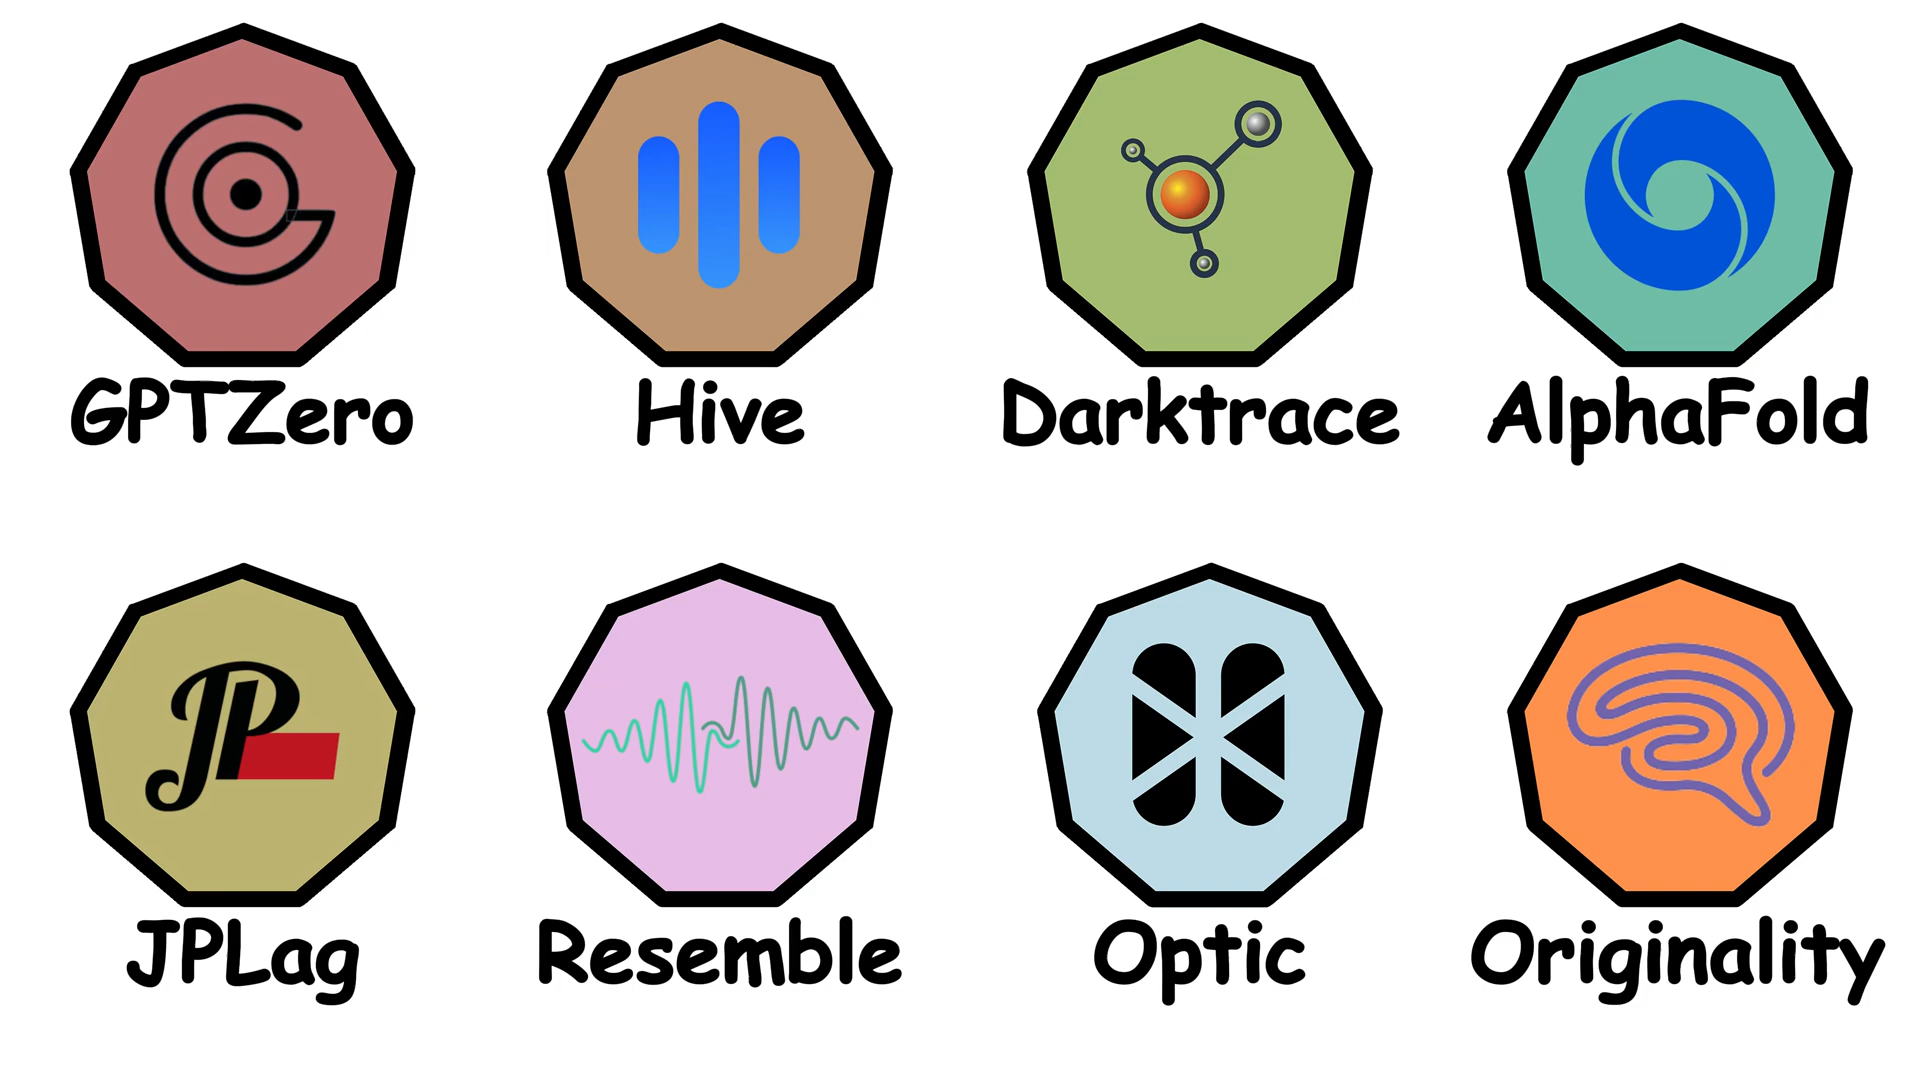 GPTZero
Hive
Darktrace
AlphaFold
JPLag
Resemble
Optic
Originality